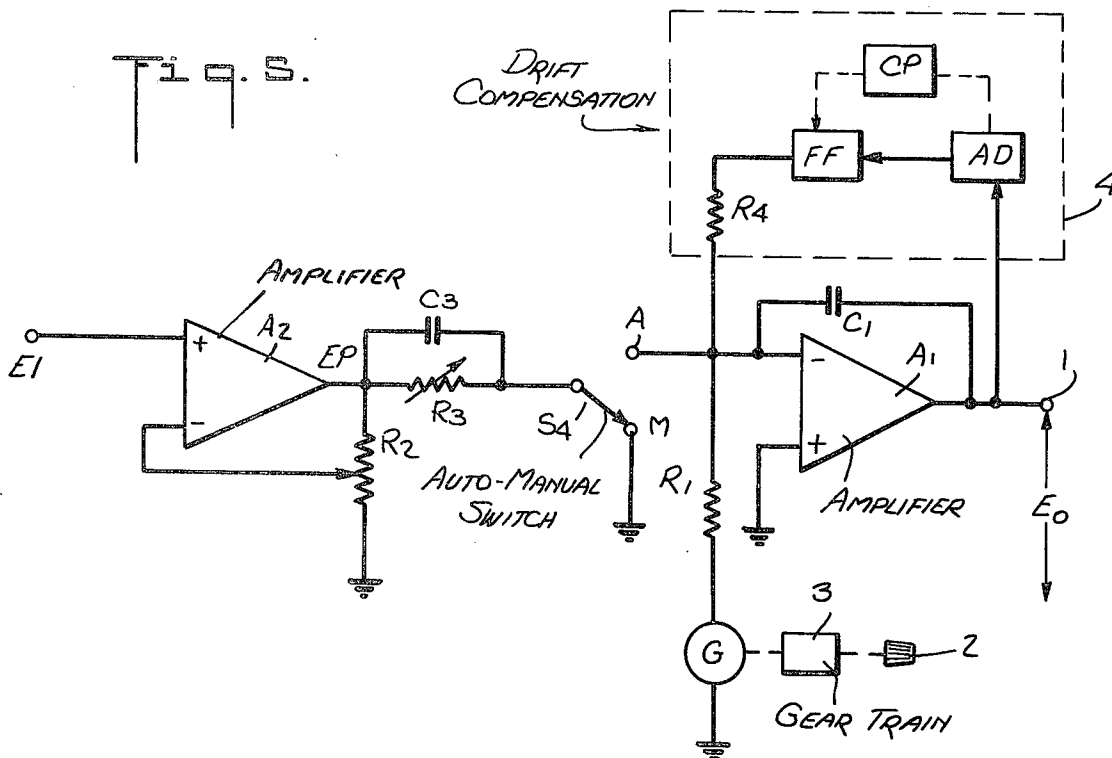 Fig. 5.
DRIFT
COMPENSATION
CP
FF
AD
4
R4
AMPLIFIER
A2
E1
+
-
EP
C3
R3
R2
S4
M
AUTO-MANUAL
SWITCH
A
C1
-
+
A1
1
R1
AMPLIFIER
Eo
G
3
2
GEAR TRAIN